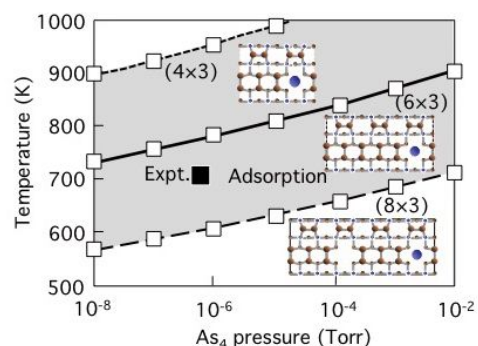 1000
900
800
700
600
500
Temperature (K)
(4×3)
(6×3)
Expt. Adsorption
(8×3)
10-8 10-6 10-4 10-2
As4 pressure (Torr)